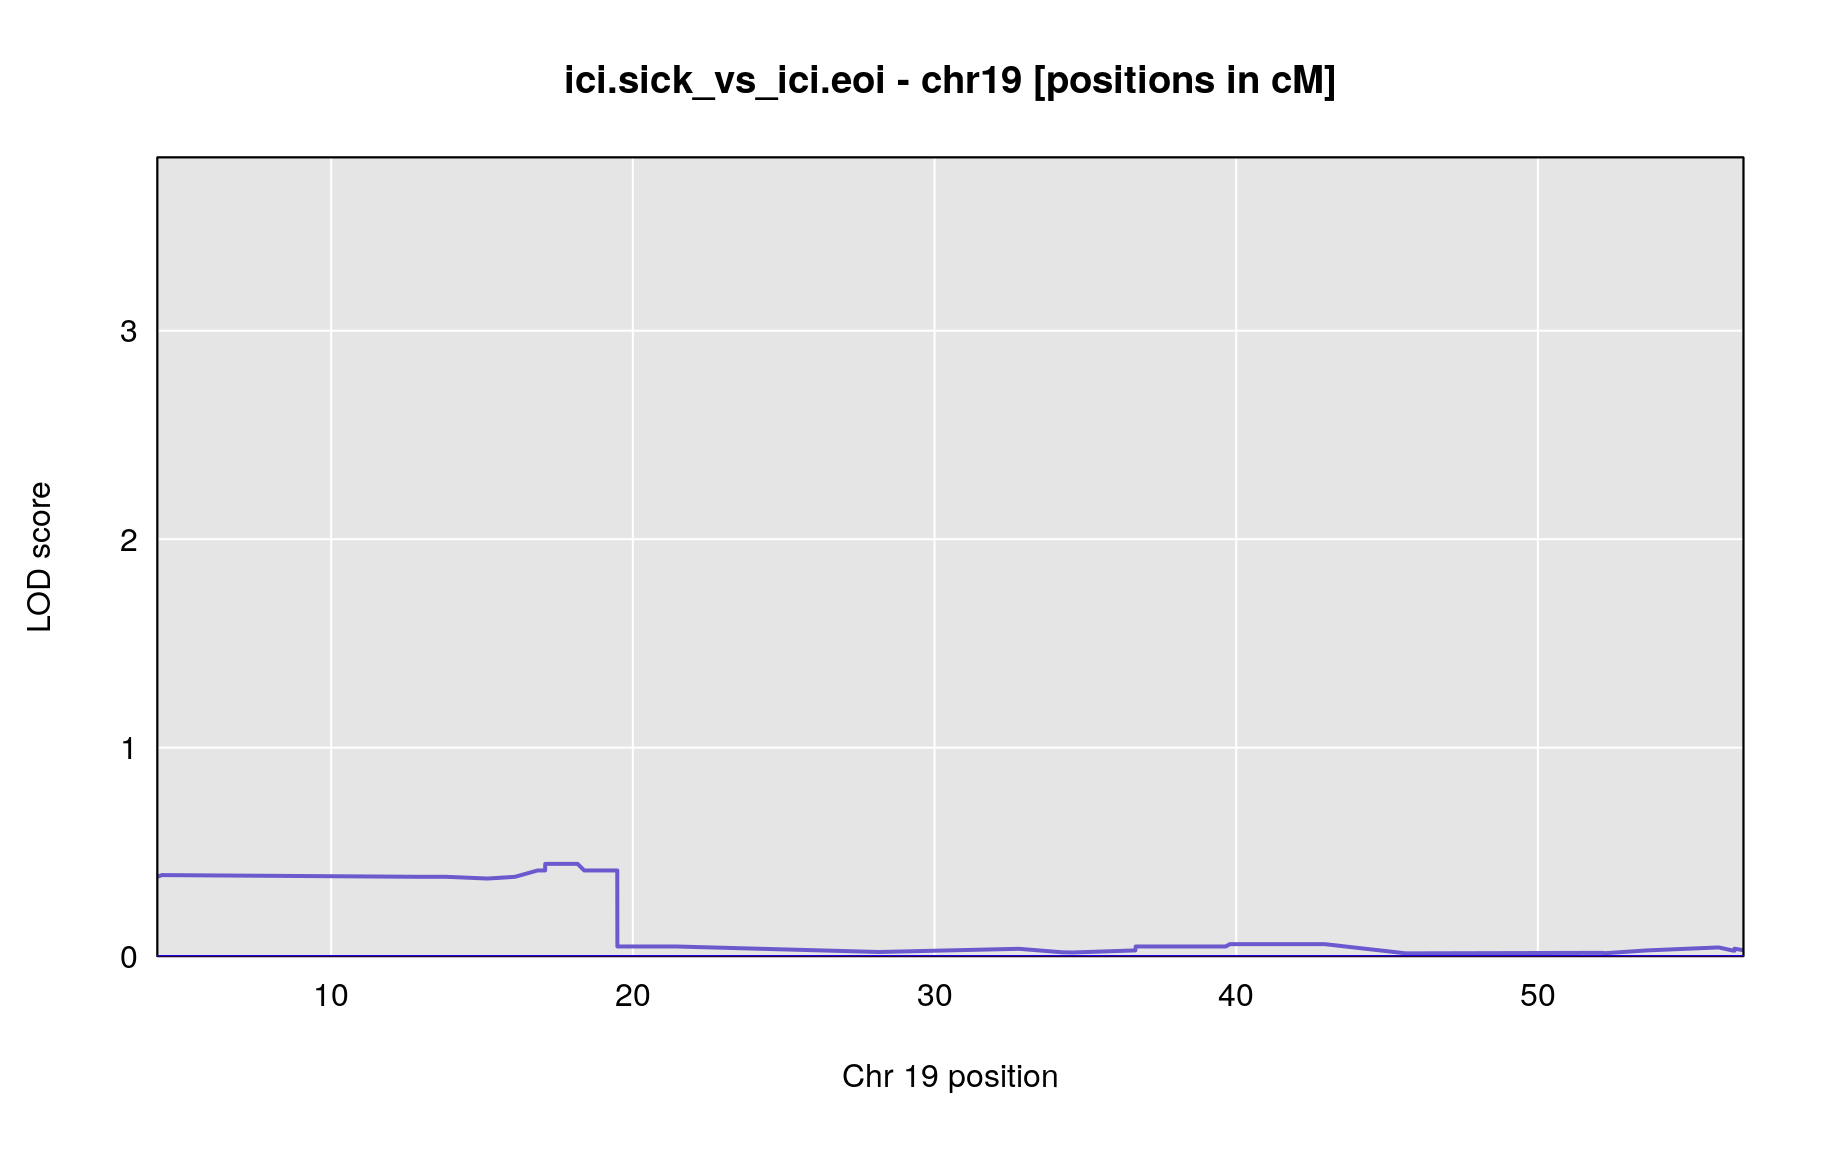 ici.sick_vs_ici.eoi - chr19 [positions in cM]
3
2
1
0
LOD score
10 20 30 40 50
Chr 19 position